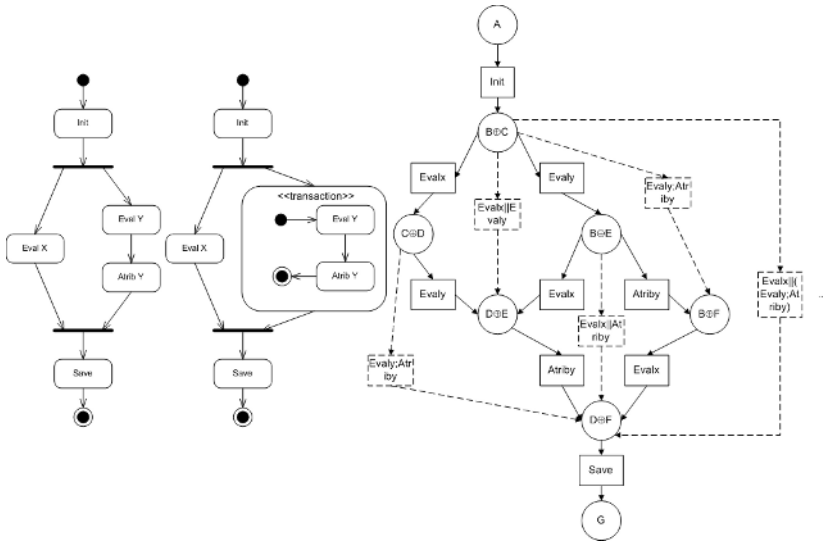 Init
Eval Y
Eval X
Atrib Y
Save
Init
<<transaction>>
Eval Y
Eval X
Atrib Y
Save
A
Init
B⊕C
Evalx
Evaly
Evaly;Atr
iby
Evalx||E
valy
C⊕D
B⊕E
Evalx||(
Evaly;At
riby)
Evaly
Evalx
Atriby
B⊕F
D⊕E
Evalx||At
riby
Evaly;Atr
iby
Atriby
Evalx
D⊕F
Save
G